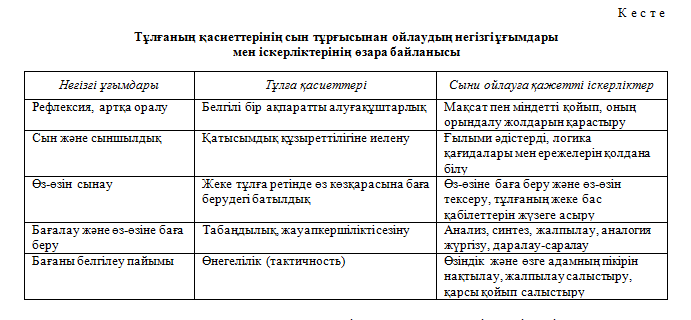 К е с т е
Тұлғаның қасиеттерінің сын тұрғысынан ойлаудың негізгі ұғымдары
мен іскерліктерінің өзара байланысы
Негізгі ұғымдары
Тұлға қасиеттері
Сыни ойлауға қажетті іскерліктер
Рефлексия, артқа оралу
Белгілі бір ақпаратты алуға құштарлық
Мақсат пен міндетті қойып, оның
орындалу жолдарын қарастыру
Сын және сыншылдық
Қатысымдық құзыреттілігіне иелену
Ғылыми әдістерді, логика
қағидалары мен ережелерін қолдана
білу
Өз-өзін сынау
Жеке тұлға ретінде өз көзқарасына баға
берудегі батылдық
Өз-өзіне баға беру және өз-өзін
тексеру, тұлғаның жеке бас
қабілеттерін жүзеге асыру
Бағалау және өз-өзіне баға
беру
Табандылық, жауапкершілікті сезіну
Анализ, синтез, жалпылау, аналогия
жүргізу, даралау-саралау
Бағаны белгілеу пайымы
Өнегелілік (тактичность)
Өзіндік және өзге адамның пікірін
нақтылау, жалпылау салыстыру,
қарсы қойып салыстыру